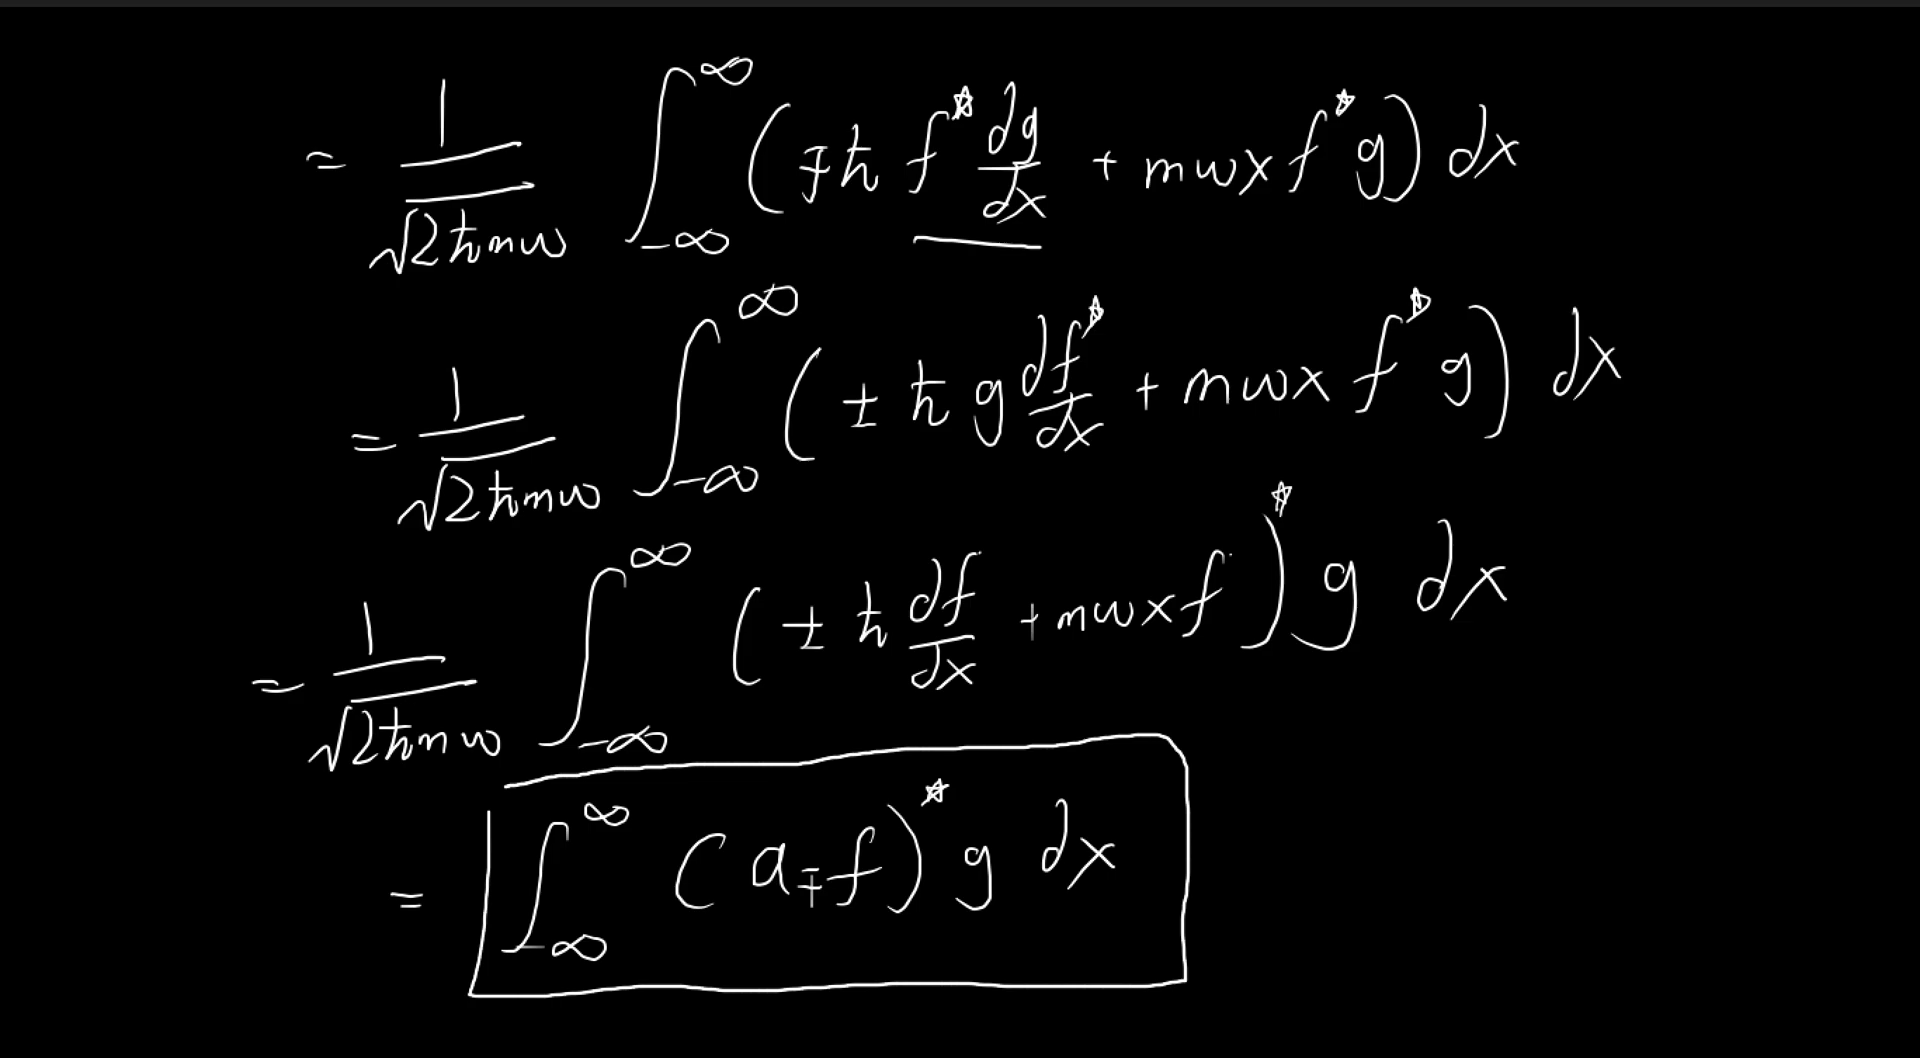 = 1/√(2ħmω) ∫_{-∞}^{∞} (∓ħ f* dg/dx + mωx f* g) dx
= 1/√(2ħmω) ∫_{-∞}^{∞} (± ħ g df*/dx + mωx f* g) dx
= 1/√(2ħmω) ∫_{-∞}^{∞} (± ħ df/dx + mωx f)* g dx
= ∫_{-∞}^{∞} (a_∓ f)* g dx